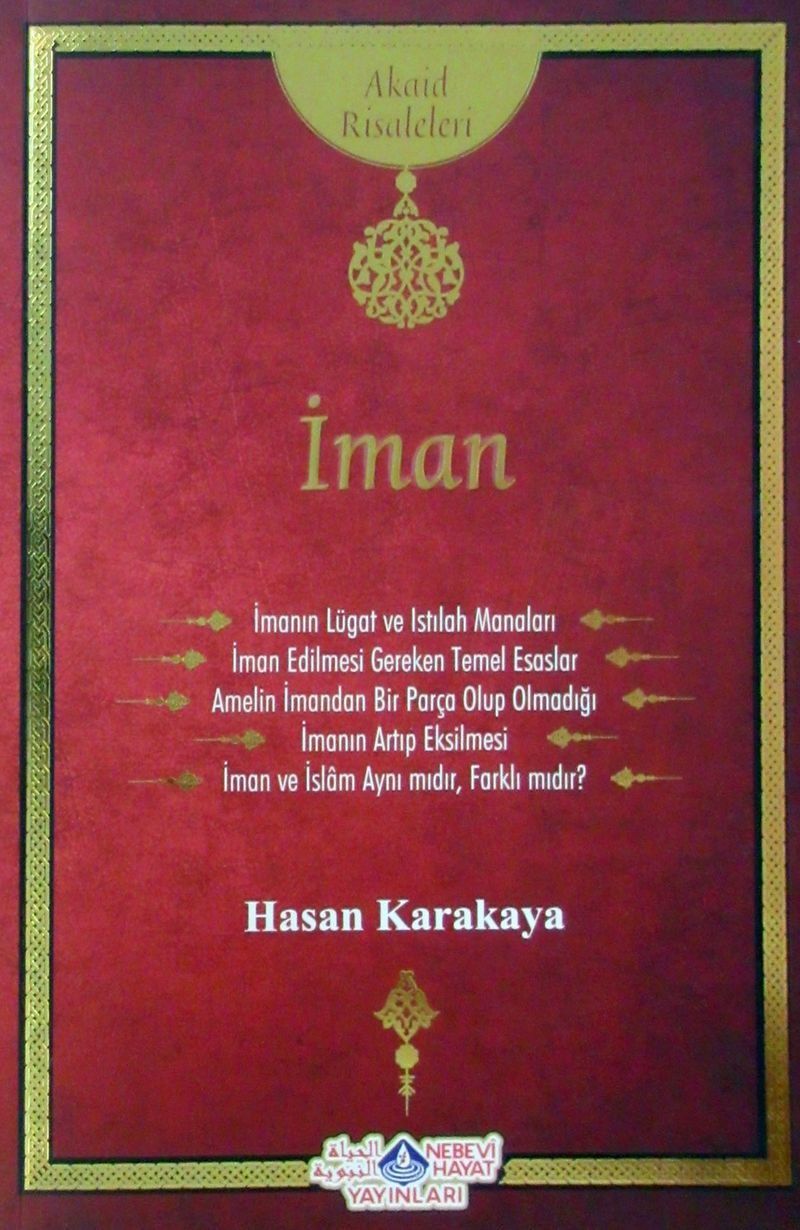 Akaid
Risaleleri
İman
İmanın Lügat ve Istılah Manaları
İman Edilmesi Gereken Temel Esaslar
Amelin İmandan Bir Parça Olup Olmadığı
İmanın Artıp Eksilmesi
İman ve İslâm Aynı mıdır, Farklı mıdır?
Hasan Karakaya
الحياة
النبوية
NEBEVİ
HAYAT
YAYINLARI